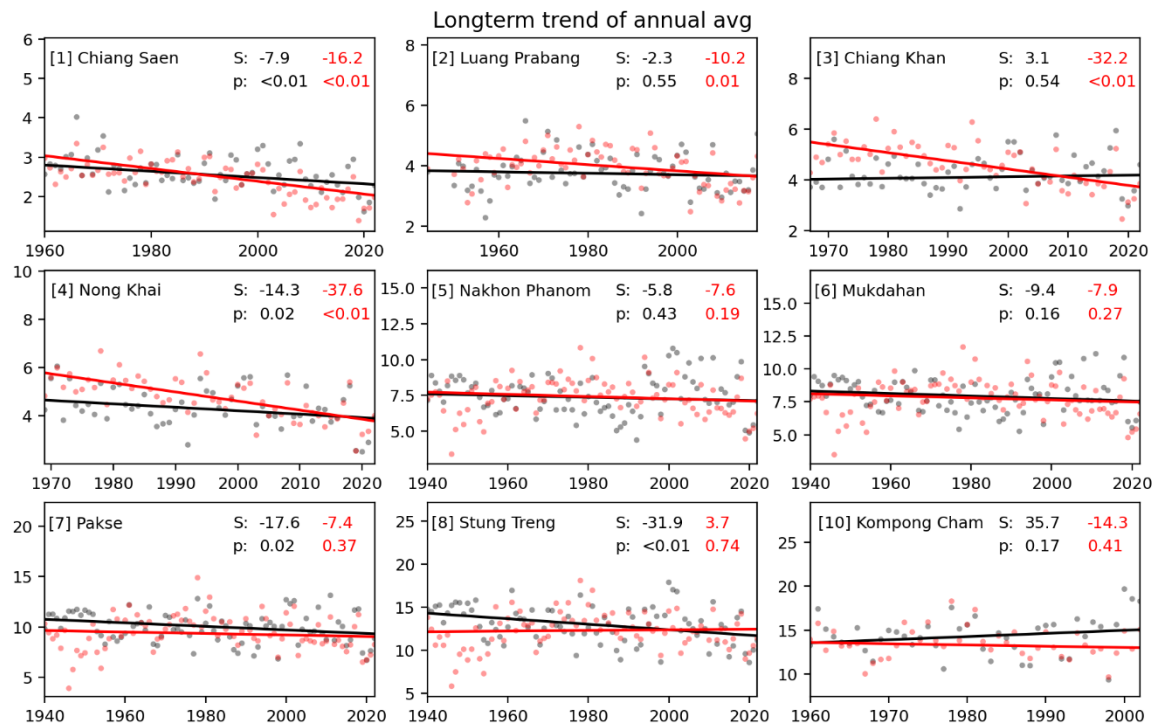 Longterm trend of annual avg
[1] Chiang Saen S: -7.9 -16.2
p: <0.01 <0.01
6
5
4
3
2
1960 1980 2000 2020
[2] Luang Prabang S: -2.3 -10.2
p: 0.55 0.01
8
6
4
2
1960 1980 2000
[3] Chiang Khan S: 3.1 -32.2
p: 0.54 <0.01
8
6
4
2
1970 1980 1990 2000 2010 2020
[4] Nong Khai S: -14.3 -37.6
p: 0.02 <0.01
10
8
6
4
1970 1980 1990 2000 2010 2020
[5] Nakhon Phanom S: -5.8 -7.6
p: 0.43 0.19
15.0
12.5
10.0
7.5
5.0
1940 1960 1980 2000 2020
[6] Mukdahan S: -9.4 -7.9
p: 0.16 0.27
15.0
12.5
10.0
7.5
5.0
1940 1960 1980 2000 2020
[7] Pakse S: -17.6 -7.4
p: 0.02 0.37
20
15
10
5
1940 1960 1980 2000 2020
[8] Stung Treng S: -31.9 3.7
p: <0.01 0.74
25
20
15
10
5
1940 1960 1980 2000 2020
[10] Kompong Cham S: 35.7 -14.3
p: 0.17 0.41
25
20
15
10
1960 1970 1980 1990 2000